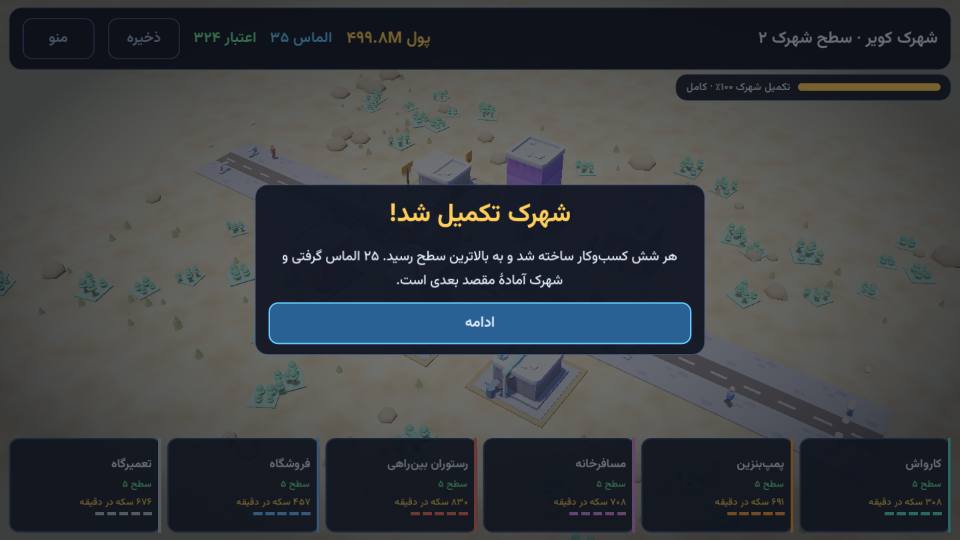 شهرک کویر · سطح شهرک ۲
پول ۴۹۹.۸M
الماس ۳۵
اعتبار ۳۲۴
ذخیره
منو
تکمیل شهرک ۱۰۰٪ · کامل
شهرک تکمیل شد!
هر شش کسب‌وکار ساخته شد و به بالاترین سطح رسید. ۲۵ الماس گرفتی و
شهرک آمادهٔ مقصد بعدی است.
ادامه
کارواش
سطح ۵
۳۰۸ سکه در دقیقه
پمپ‌بنزین
سطح ۵
۶۹۱ سکه در دقیقه
مسافرخانه
سطح ۵
۷۰۸ سکه در دقیقه
رستوران بین‌راهی
سطح ۵
۸۳۰ سکه در دقیقه
فروشگاه
سطح ۵
۴۵۷ سکه در دقیقه
تعمیرگاه
سطح ۵
۶۷۶ سکه در دقیقه